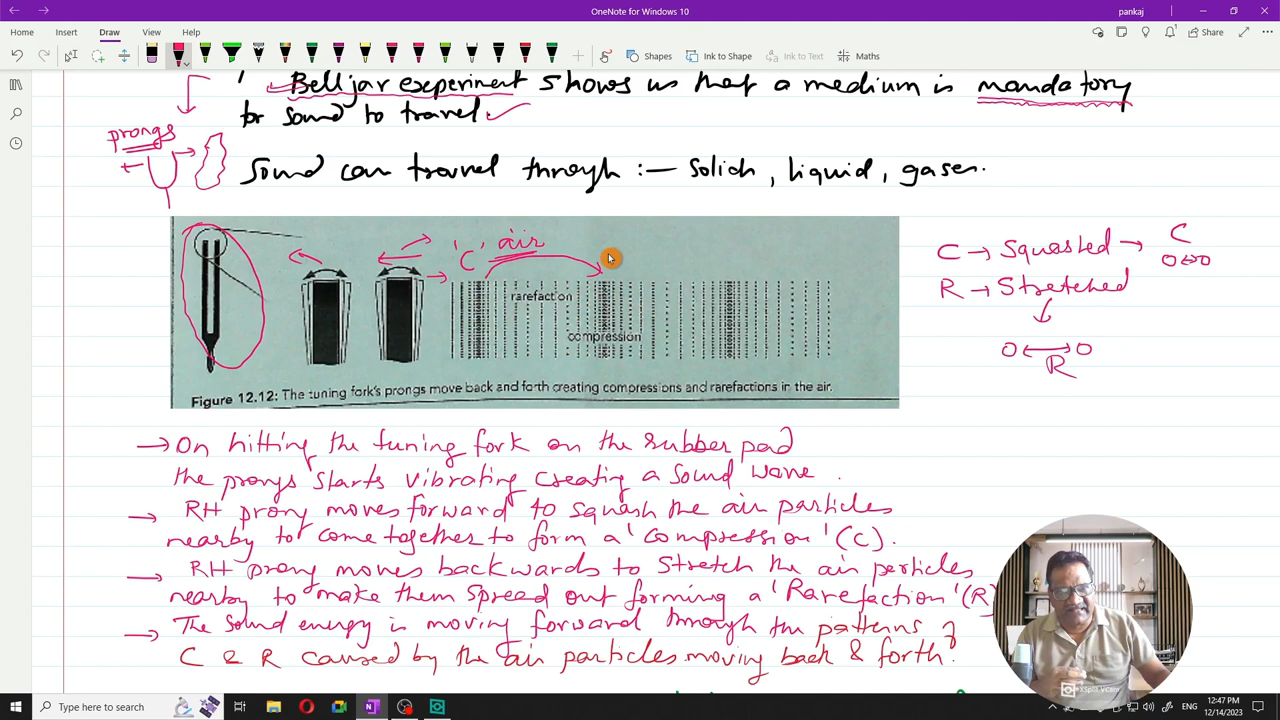 OneNote for Windows 10
pankaj
Home Insert Draw View Help
Share
Shapes Ink to Shape Ink to Text Maths
Bell jar experiment shows us that a medium is mandatory
for sound to travel
prongs
Sound can travel through :— Solids, liquid, gases.
'C' air
rarefaction
compression
Figure 12.12: The tuning fork's prongs move back and forth creating compressions and rarefactions in the air.
C → Squashed → C
R → Stretched
R
→ On hitting the tuning fork on the rubber pad
the prongs starts vibrating creating a sound wave.
→ RH prong moves forward to squash the air particles
nearby to come together to form a 'compression' (C).
→ RH prong moves backwards to stretch the air particles
nearby to make them spread out forming a 'Rarefaction' (R)
→ The sound energy is moving forward through the patterns of
C & R caused by the air particles moving back & forth.
XSplit VCam
Type here to search
ENG
12:47 PM
12/14/2023